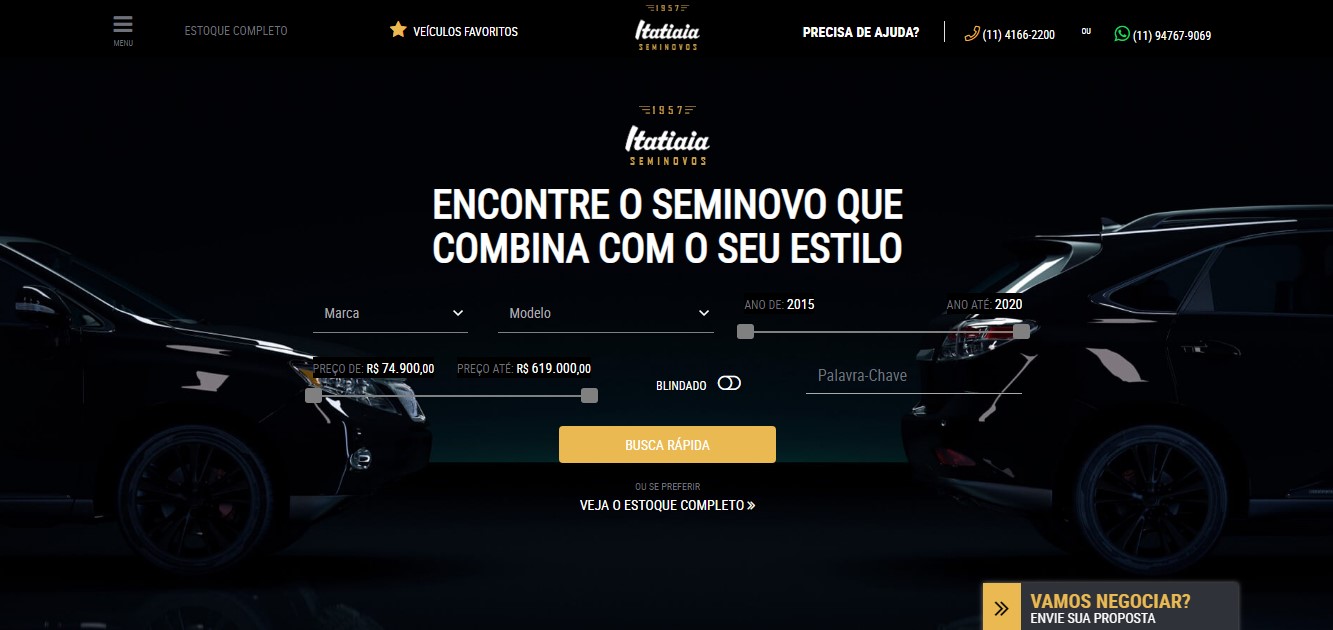 MENU
ESTOQUE COMPLETO
VEÍCULOS FAVORITOS
1957
Itatiaia
SEMINOVOS
PRECISA DE AJUDA?
(11) 4166-2200
OU
(11) 94767-9069
1957
Itatiaia
SEMINOVOS
ENCONTRE O SEMINOVO QUE
COMBINA COM O SEU ESTILO
Marca
Modelo
ANO DE: 2015
ANO ATÉ: 2020
PREÇO DE: R$ 74.900,00
PREÇO ATÉ: R$ 619.000,00
BLINDADO
Palavra-Chave
BUSCA RÁPIDA
OU SE PREFERIR
VEJA O ESTOQUE COMPLETO
VAMOS NEGOCIAR?
ENVIE SUA PROPOSTA